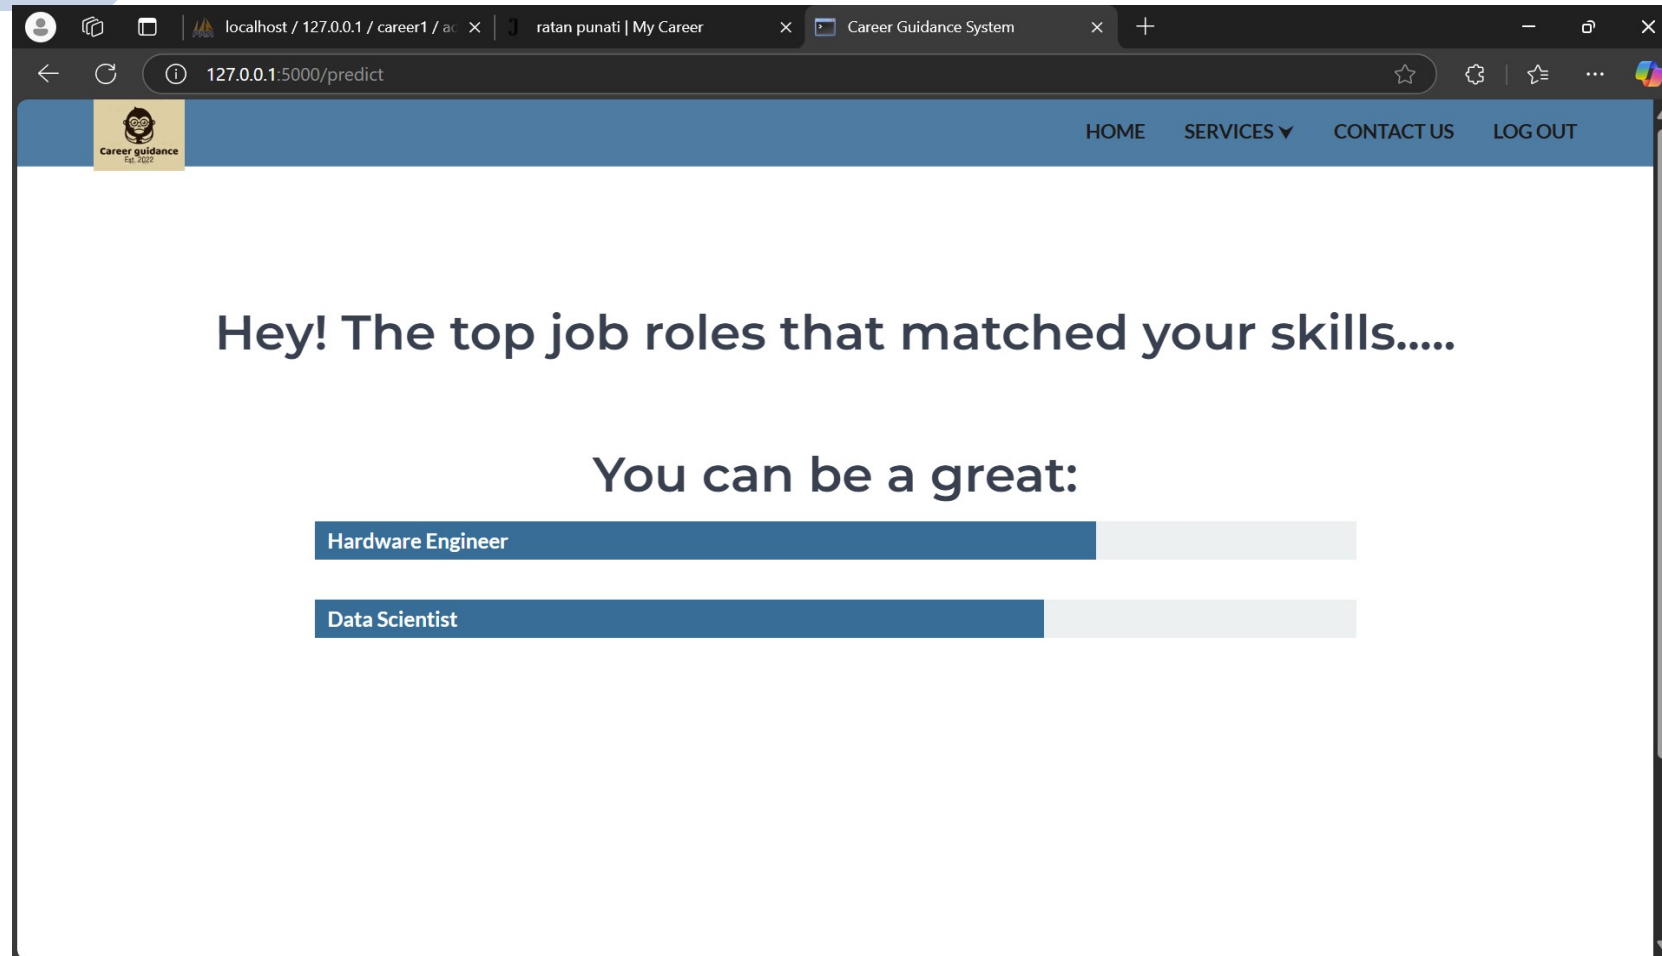 localhost / 127.0.0.1 / career1 / ac
ratan punati | My Career
Career Guidance System
127.0.0.1:5000/predict
Career guidance
Est. 2022
HOME SERVICES CONTACT US LOG OUT
Hey! The top job roles that matched your skills.....
You can be a great:
Hardware Engineer
Data Scientist